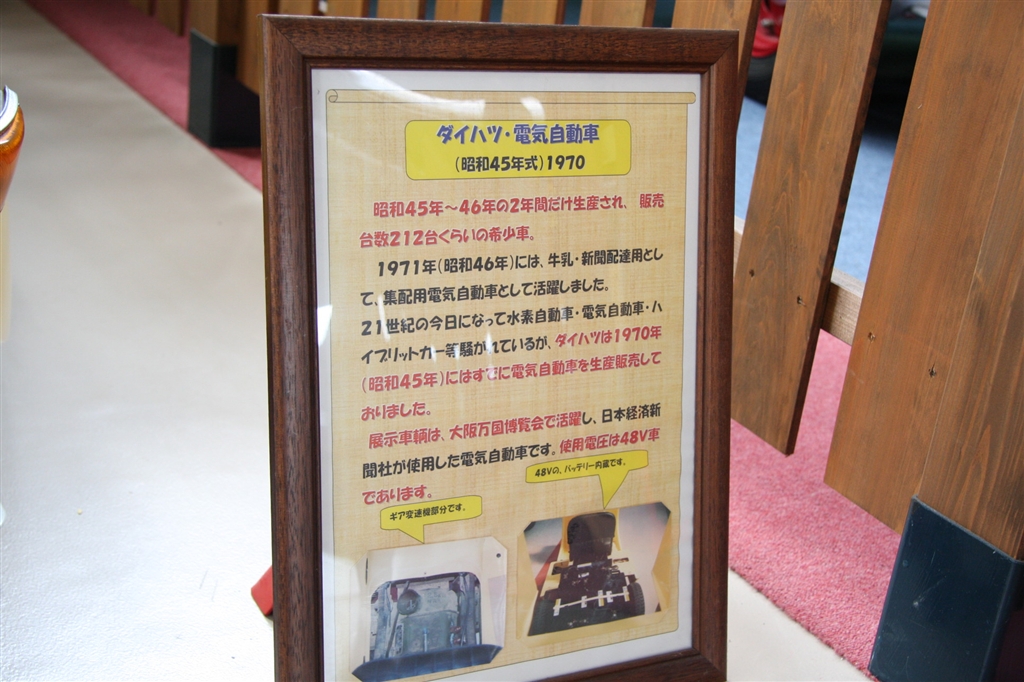 ダイハツ・電気自動車
(昭和45年式)1970
昭和45年～46年の2年間だけ生産され、販売
台数212台くらいの希少車。
1971年(昭和46年)には、牛乳・新聞配達用とし
て、集配用電気自動車として活躍しました。
21世紀の今日になって水素自動車・電気自動車・ハ
イブリットカー等騒がれているが、ダイハツは1970年
(昭和45年)にはすでに電気自動車を生産販売して
おりました。
展示車輌は、大阪万国博覧会で活躍し、日本経済新
聞社が使用した電気自動車です。使用電圧は48V車
であります。
48Vの、バッテリー内蔵です。
ギア変速機部分です。